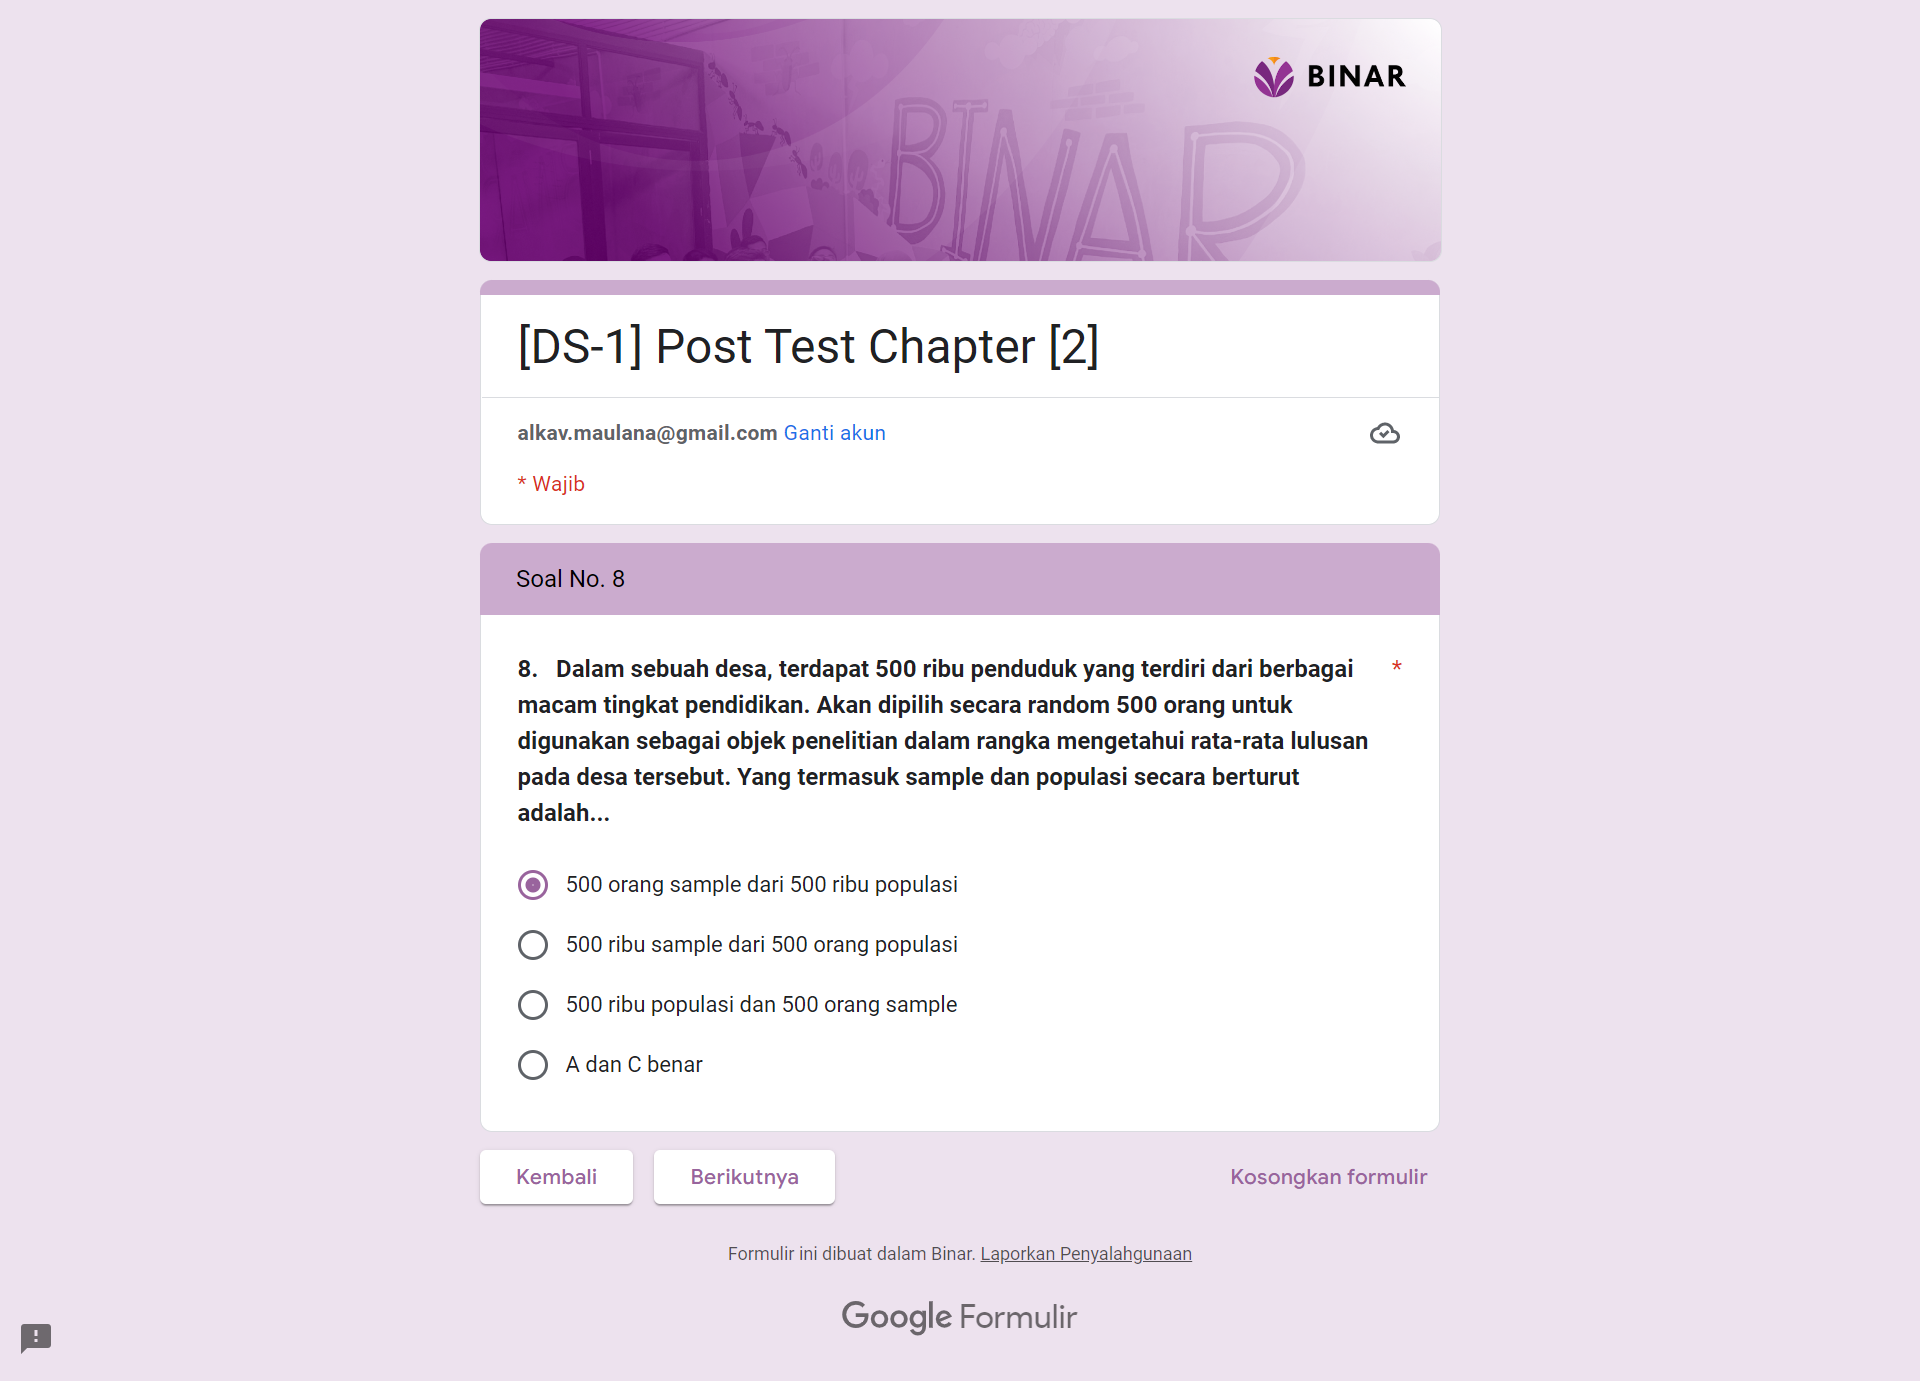 BINAR
BINAR
[DS-1] Post Test Chapter [2]
alkav.maulana@gmail.com Ganti akun
* Wajib
Soal No. 8
8. Dalam sebuah desa, terdapat 500 ribu penduduk yang terdiri dari berbagai *
macam tingkat pendidikan. Akan dipilih secara random 500 orang untuk
digunakan sebagai objek penelitian dalam rangka mengetahui rata-rata lulusan
pada desa tersebut. Yang termasuk sample dan populasi secara berturut
adalah...
500 orang sample dari 500 ribu populasi
500 ribu sample dari 500 orang populasi
500 ribu populasi dan 500 orang sample
A dan C benar
Kembali Berikutnya Kosongkan formulir
Formulir ini dibuat dalam Binar. Laporkan Penyalahgunaan
Google Formulir